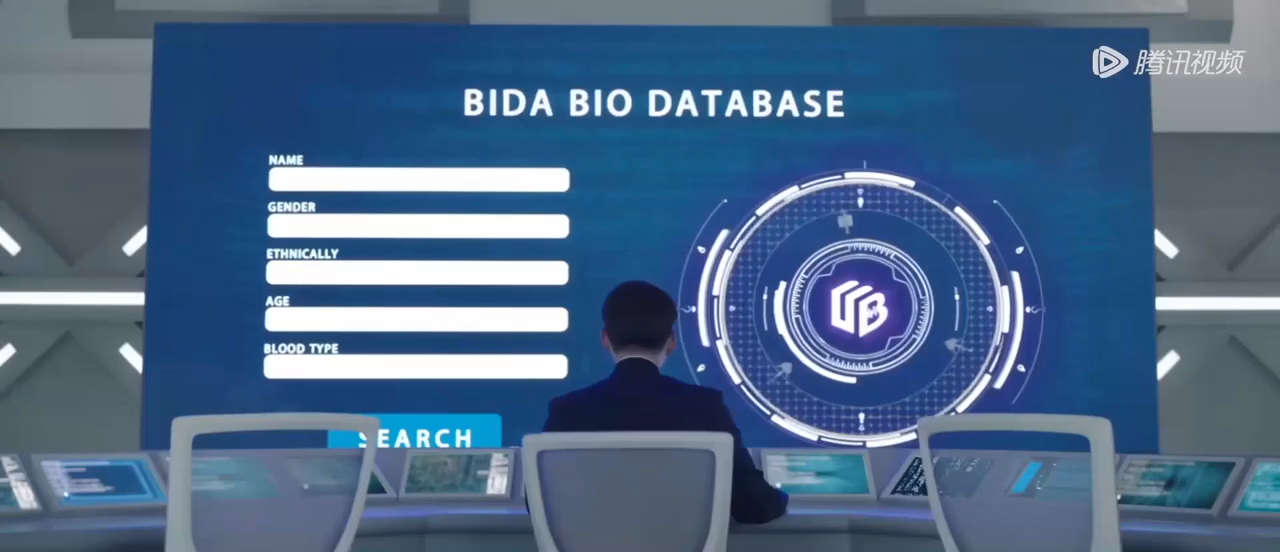 腾讯视频
BIDA BIO DATABASE
NAME
GENDER
ETHNICALLY
AGE
BLOOD TYPE
SEARCH